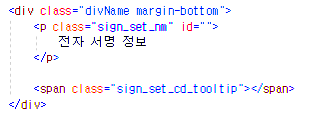 <div class="divName margin-bottom">
<p class="sign_set_nm" id="">
전자 서명 정보
</p>
<span class="sign_set_cd_tooltip"></span>
</div>